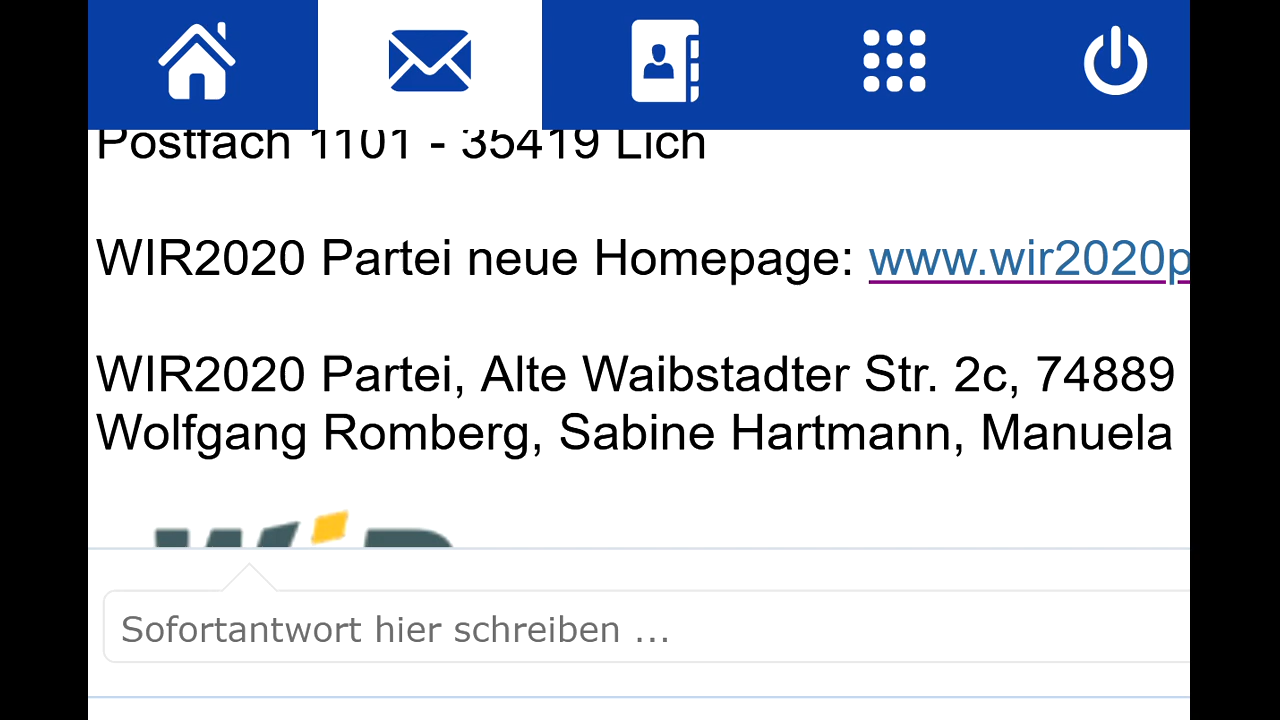 Postfach 1101 - 35419 Lich
WIR2020 Partei neue Homepage: www.wir2020p
WIR2020 Partei, Alte Waibstadter Str. 2c, 74889
Wolfgang Romberg, Sabine Hartmann, Manuela
WiR
Sofortantwort hier schreiben ...